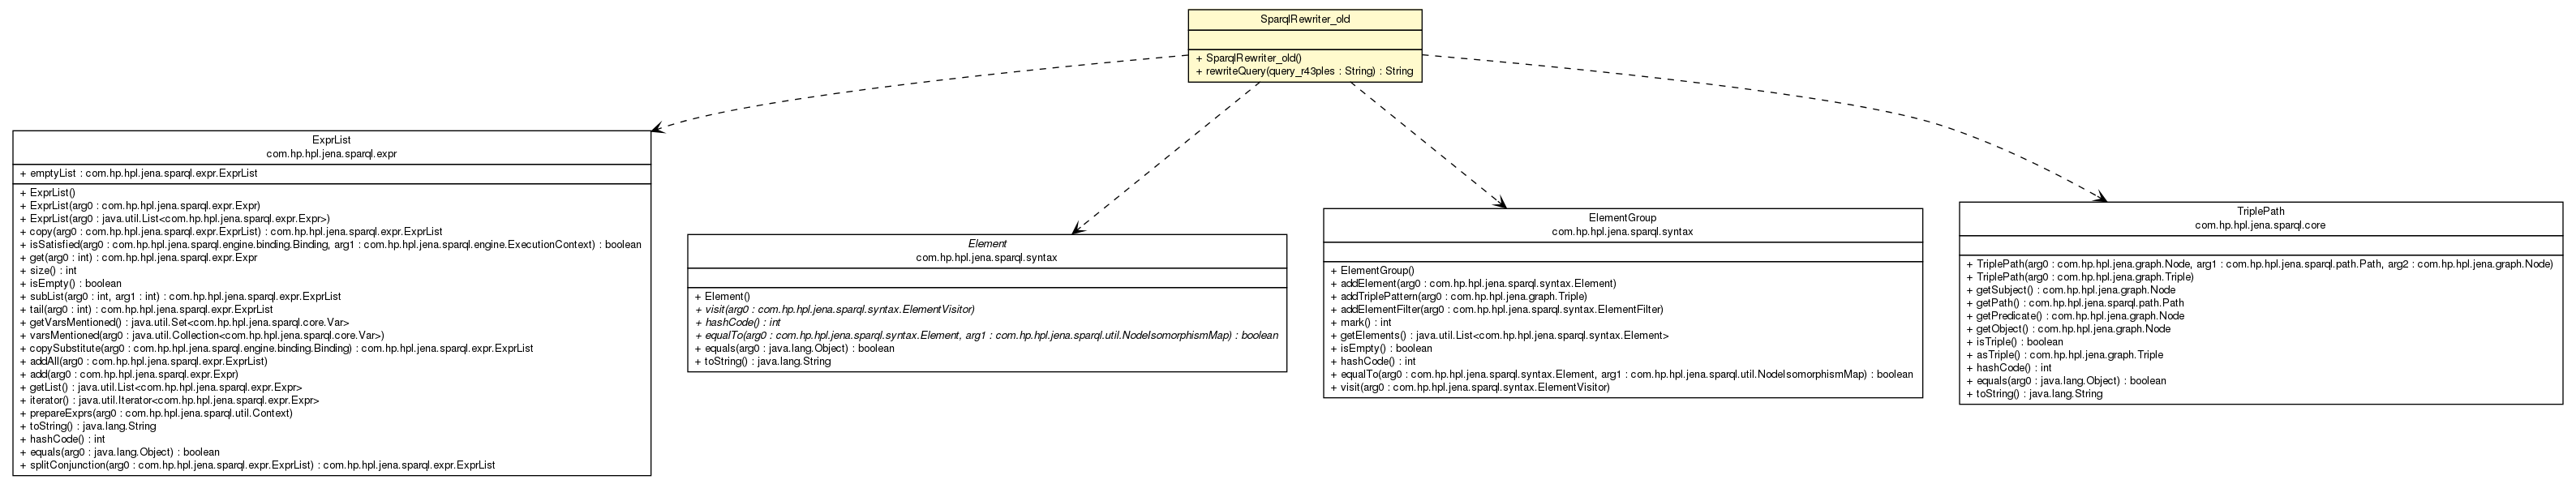 SparqlRewriter_old
+ SparqlRewriter_old()
+ rewriteQuery(query_r43ples : String) : String
ExprList
com.hp.hpl.jena.sparql.expr
+ emptyList : com.hp.hpl.jena.sparql.expr.ExprList
+ ExprList()
+ ExprList(arg0 : com.hp.hpl.jena.sparql.expr.Expr)
+ ExprList(arg0 : java.util.List<com.hp.hpl.jena.sparql.expr.Expr>)
+ copy(arg0 : com.hp.hpl.jena.sparql.expr.ExprList) : com.hp.hpl.jena.sparql.expr.ExprList
+ isSatisfied(arg0 : com.hp.hpl.jena.sparql.engine.binding.Binding, arg1 : com.hp.hpl.jena.sparql.engine.ExecutionContext) : boolean
+ get(arg0 : int) : com.hp.hpl.jena.sparql.expr.Expr
+ size() : int
+ isEmpty() : boolean
+ subList(arg0 : int, arg1 : int) : com.hp.hpl.jena.sparql.expr.ExprList
+ tail(arg0 : int) : com.hp.hpl.jena.sparql.expr.ExprList
+ getVarsMentioned() : java.util.Set<com.hp.hpl.jena.sparql.core.Var>
+ varsMentioned(arg0 : java.util.Collection<com.hp.hpl.jena.sparql.core.Var>)
+ copySubstitute(arg0 : com.hp.hpl.jena.sparql.engine.binding.Binding) : com.hp.hpl.jena.sparql.expr.ExprList
+ addAll(arg0 : com.hp.hpl.jena.sparql.expr.ExprList)
+ add(arg0 : com.hp.hpl.jena.sparql.expr.Expr)
+ getList() : java.util.List<com.hp.hpl.jena.sparql.expr.Expr>
+ iterator() : java.util.Iterator<com.hp.hpl.jena.sparql.expr.Expr>
+ prepareExprs(arg0 : com.hp.hpl.jena.sparql.util.Context)
+ toString() : java.lang.String
+ hashCode() : int
+ equals(arg0 : java.lang.Object) : boolean
+ splitConjunction(arg0 : com.hp.hpl.jena.sparql.expr.ExprList) : com.hp.hpl.jena.sparql.expr.ExprList
Element
com.hp.hpl.jena.sparql.syntax
+ Element()
+ visit(arg0 : com.hp.hpl.jena.sparql.syntax.ElementVisitor)
+ hashCode() : int
+ equalTo(arg0 : com.hp.hpl.jena.sparql.syntax.Element, arg1 : com.hp.hpl.jena.sparql.util.NodeIsomorphismMap) : boolean
+ equals(arg0 : java.lang.Object) : boolean
+ toString() : java.lang.String
ElementGroup
com.hp.hpl.jena.sparql.syntax
+ ElementGroup()
+ addElement(arg0 : com.hp.hpl.jena.sparql.syntax.Element)
+ addTriplePattern(arg0 : com.hp.hpl.jena.graph.Triple)
+ addElementFilter(arg0 : com.hp.hpl.jena.sparql.syntax.ElementFilter)
+ mark() : int
+ getElements() : java.util.List<com.hp.hpl.jena.sparql.syntax.Element>
+ isEmpty() : boolean
+ hashCode() : int
+ equalTo(arg0 : com.hp.hpl.jena.sparql.syntax.Element, arg1 : com.hp.hpl.jena.sparql.util.NodeIsomorphismMap) : boolean
+ visit(arg0 : com.hp.hpl.jena.sparql.syntax.ElementVisitor)
TriplePath
com.hp.hpl.jena.sparql.core
+ TriplePath(arg0 : com.hp.hpl.jena.graph.Node, arg1 : com.hp.hpl.jena.sparql.path.Path, arg2 : com.hp.hpl.jena.graph.Node)
+ TriplePath(arg0 : com.hp.hpl.jena.graph.Triple)
+ getSubject() : com.hp.hpl.jena.graph.Node
+ getPath() : com.hp.hpl.jena.sparql.path.Path
+ getPredicate() : com.hp.hpl.jena.graph.Node
+ getObject() : com.hp.hpl.jena.graph.Node
+ isTriple() : boolean
+ asTriple() : com.hp.hpl.jena.graph.Triple
+ hashCode() : int
+ equals(arg0 : java.lang.Object) : boolean
+ toString() : java.lang.String